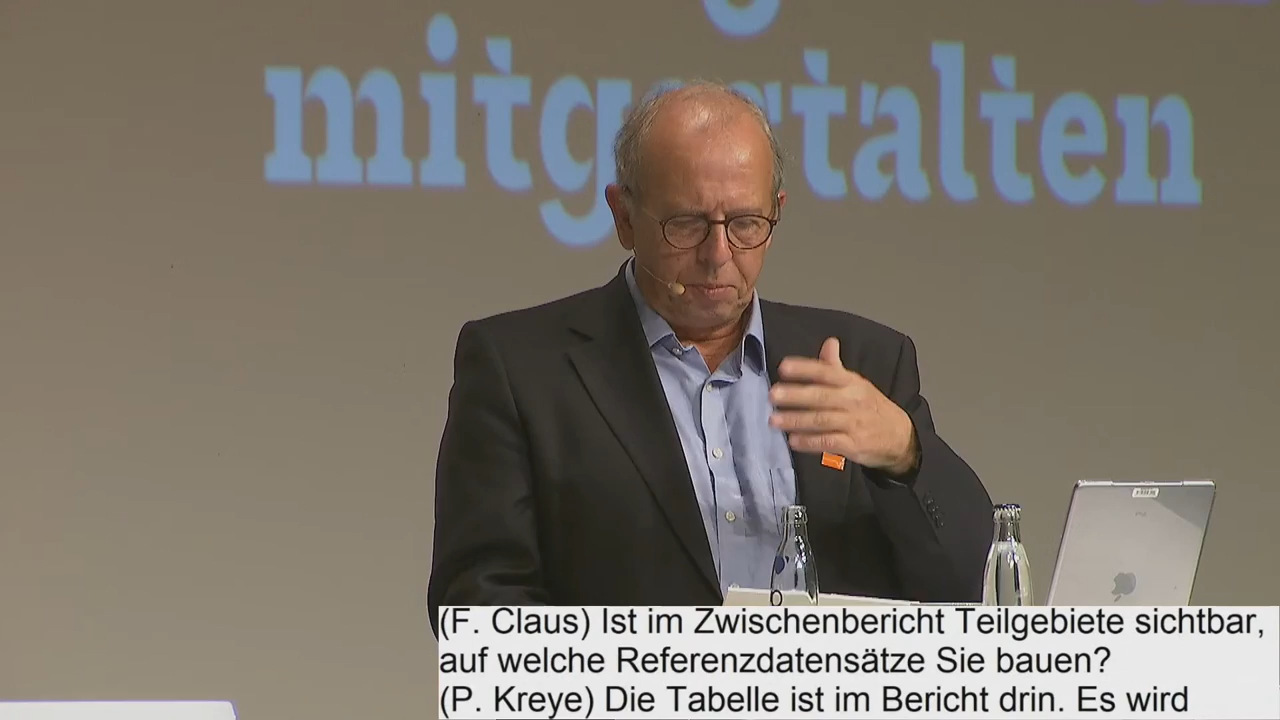 mitgestalten
(F. Claus) Ist im Zwischenbericht Teilgebiete sichtbar,
auf welche Referenzdatensätze Sie bauen?
(P. Kreye) Die Tabelle ist im Bericht drin. Es wird